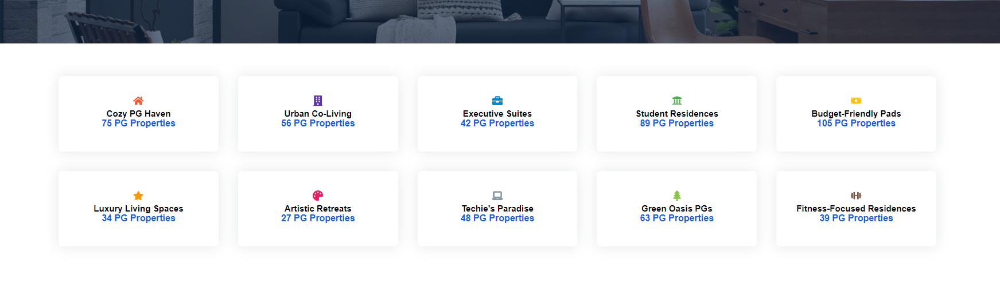 Cozy PG Haven
75 PG Properties
Urban Co-Living
56 PG Properties
Executive Suites
42 PG Properties
Student Residences
89 PG Properties
Budget-Friendly Pads
105 PG Properties
Luxury Living Spaces
34 PG Properties
Artistic Retreats
27 PG Properties
Techie's Paradise
48 PG Properties
Green Oasis PGs
63 PG Properties
Fitness-Focused Residences
39 PG Properties